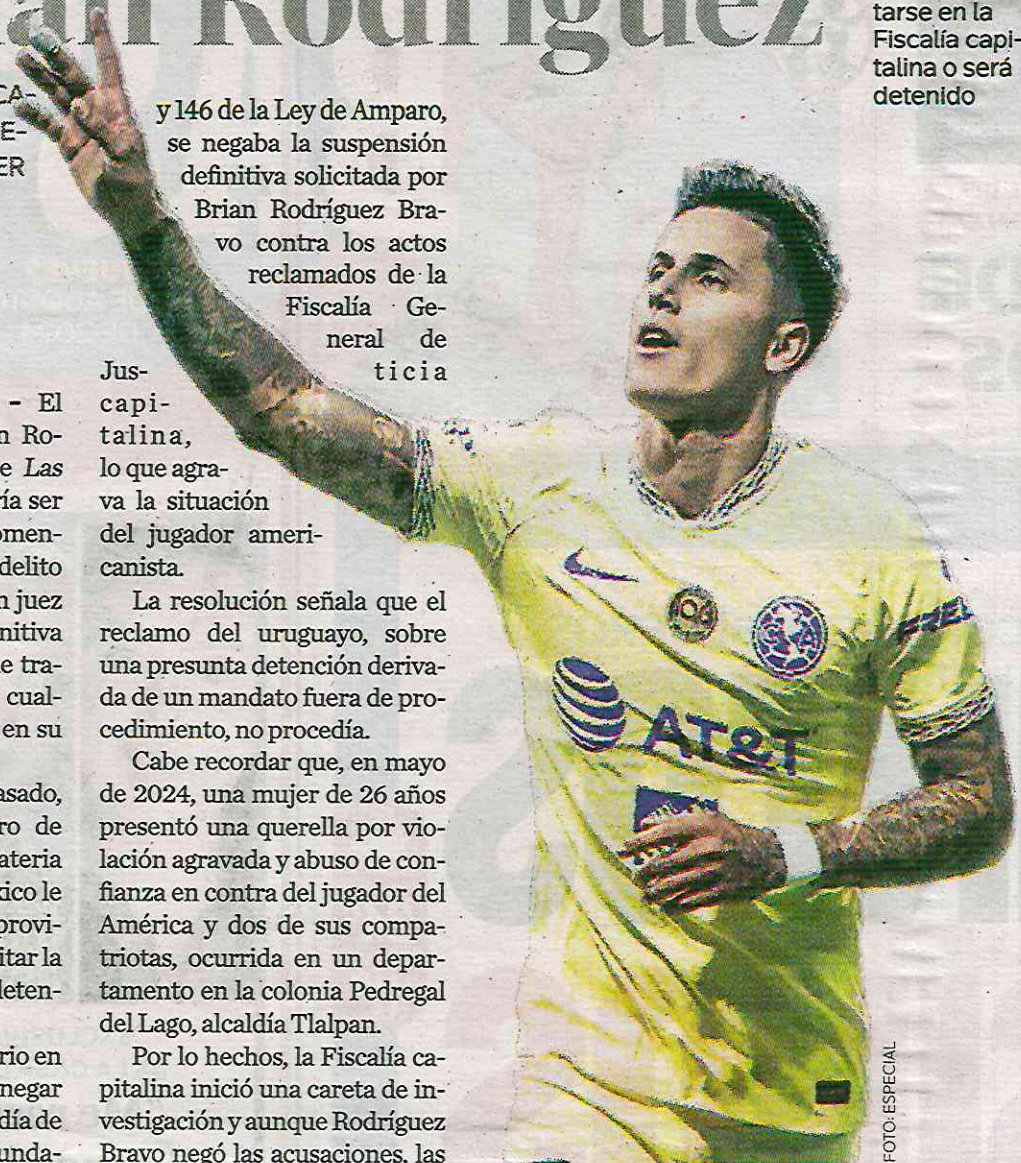 Rodríguez
tarse en la
Fiscalía capi-
talina o será
detenido
CA-
E-
ER
- El
n Ro-
e Las
ría ser
omen-
delito
n juez
nitiva
e tra-
cual-
en su
asado,
ro de
ateria
xico le
provi-
itar la
deten-
rio en
negar
día de
unda-
y 146 de la Ley de Amparo,
se negaba la suspensión
definitiva solicitada por
Brian Rodríguez Bra-
vo contra los actos
reclamados de la
Fiscalía Ge-
neral de
Jus- ticia
capi-
talina,
lo que agra-
va la situación
del jugador ameri-
canista.
La resolución señala que el
reclamo del uruguayo, sobre
una presunta detención deriva-
da de un mandato fuera de pro-
cedimiento, no procedía.
Cabe recordar que, en mayo
de 2024, una mujer de 26 años
presentó una querella por vio-
lación agravada y abuso de con-
fianza en contra del jugador del
América y dos de sus compa-
triotas, ocurrida en un depar-
tamento en la colonia Pedregal
del Lago, alcaldía Tlalpan.
Por lo hechos, la Fiscalía ca-
pitalina inició una careta de in-
vestigación y aunque Rodríguez
Bravo negó las acusaciones, las
AT&T
FOTO: ESPECIAL